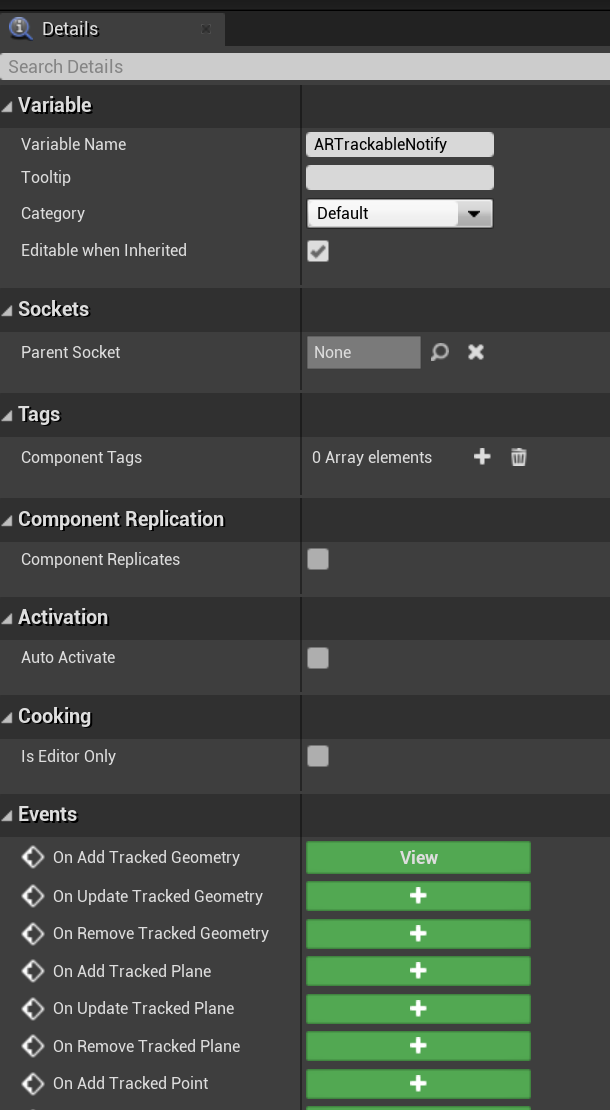 Details
Search Details
Variable
Variable Name ARTrackableNotify
Tooltip
Category Default
Editable when Inherited
Sockets
Parent Socket None
Tags
Component Tags 0 Array elements
Component Replication
Component Replicates
Activation
Auto Activate
Cooking
Is Editor Only
Events
On Add Tracked Geometry View
On Update Tracked Geometry
On Remove Tracked Geometry
On Add Tracked Plane
On Update Tracked Plane
On Remove Tracked Plane
On Add Tracked Point